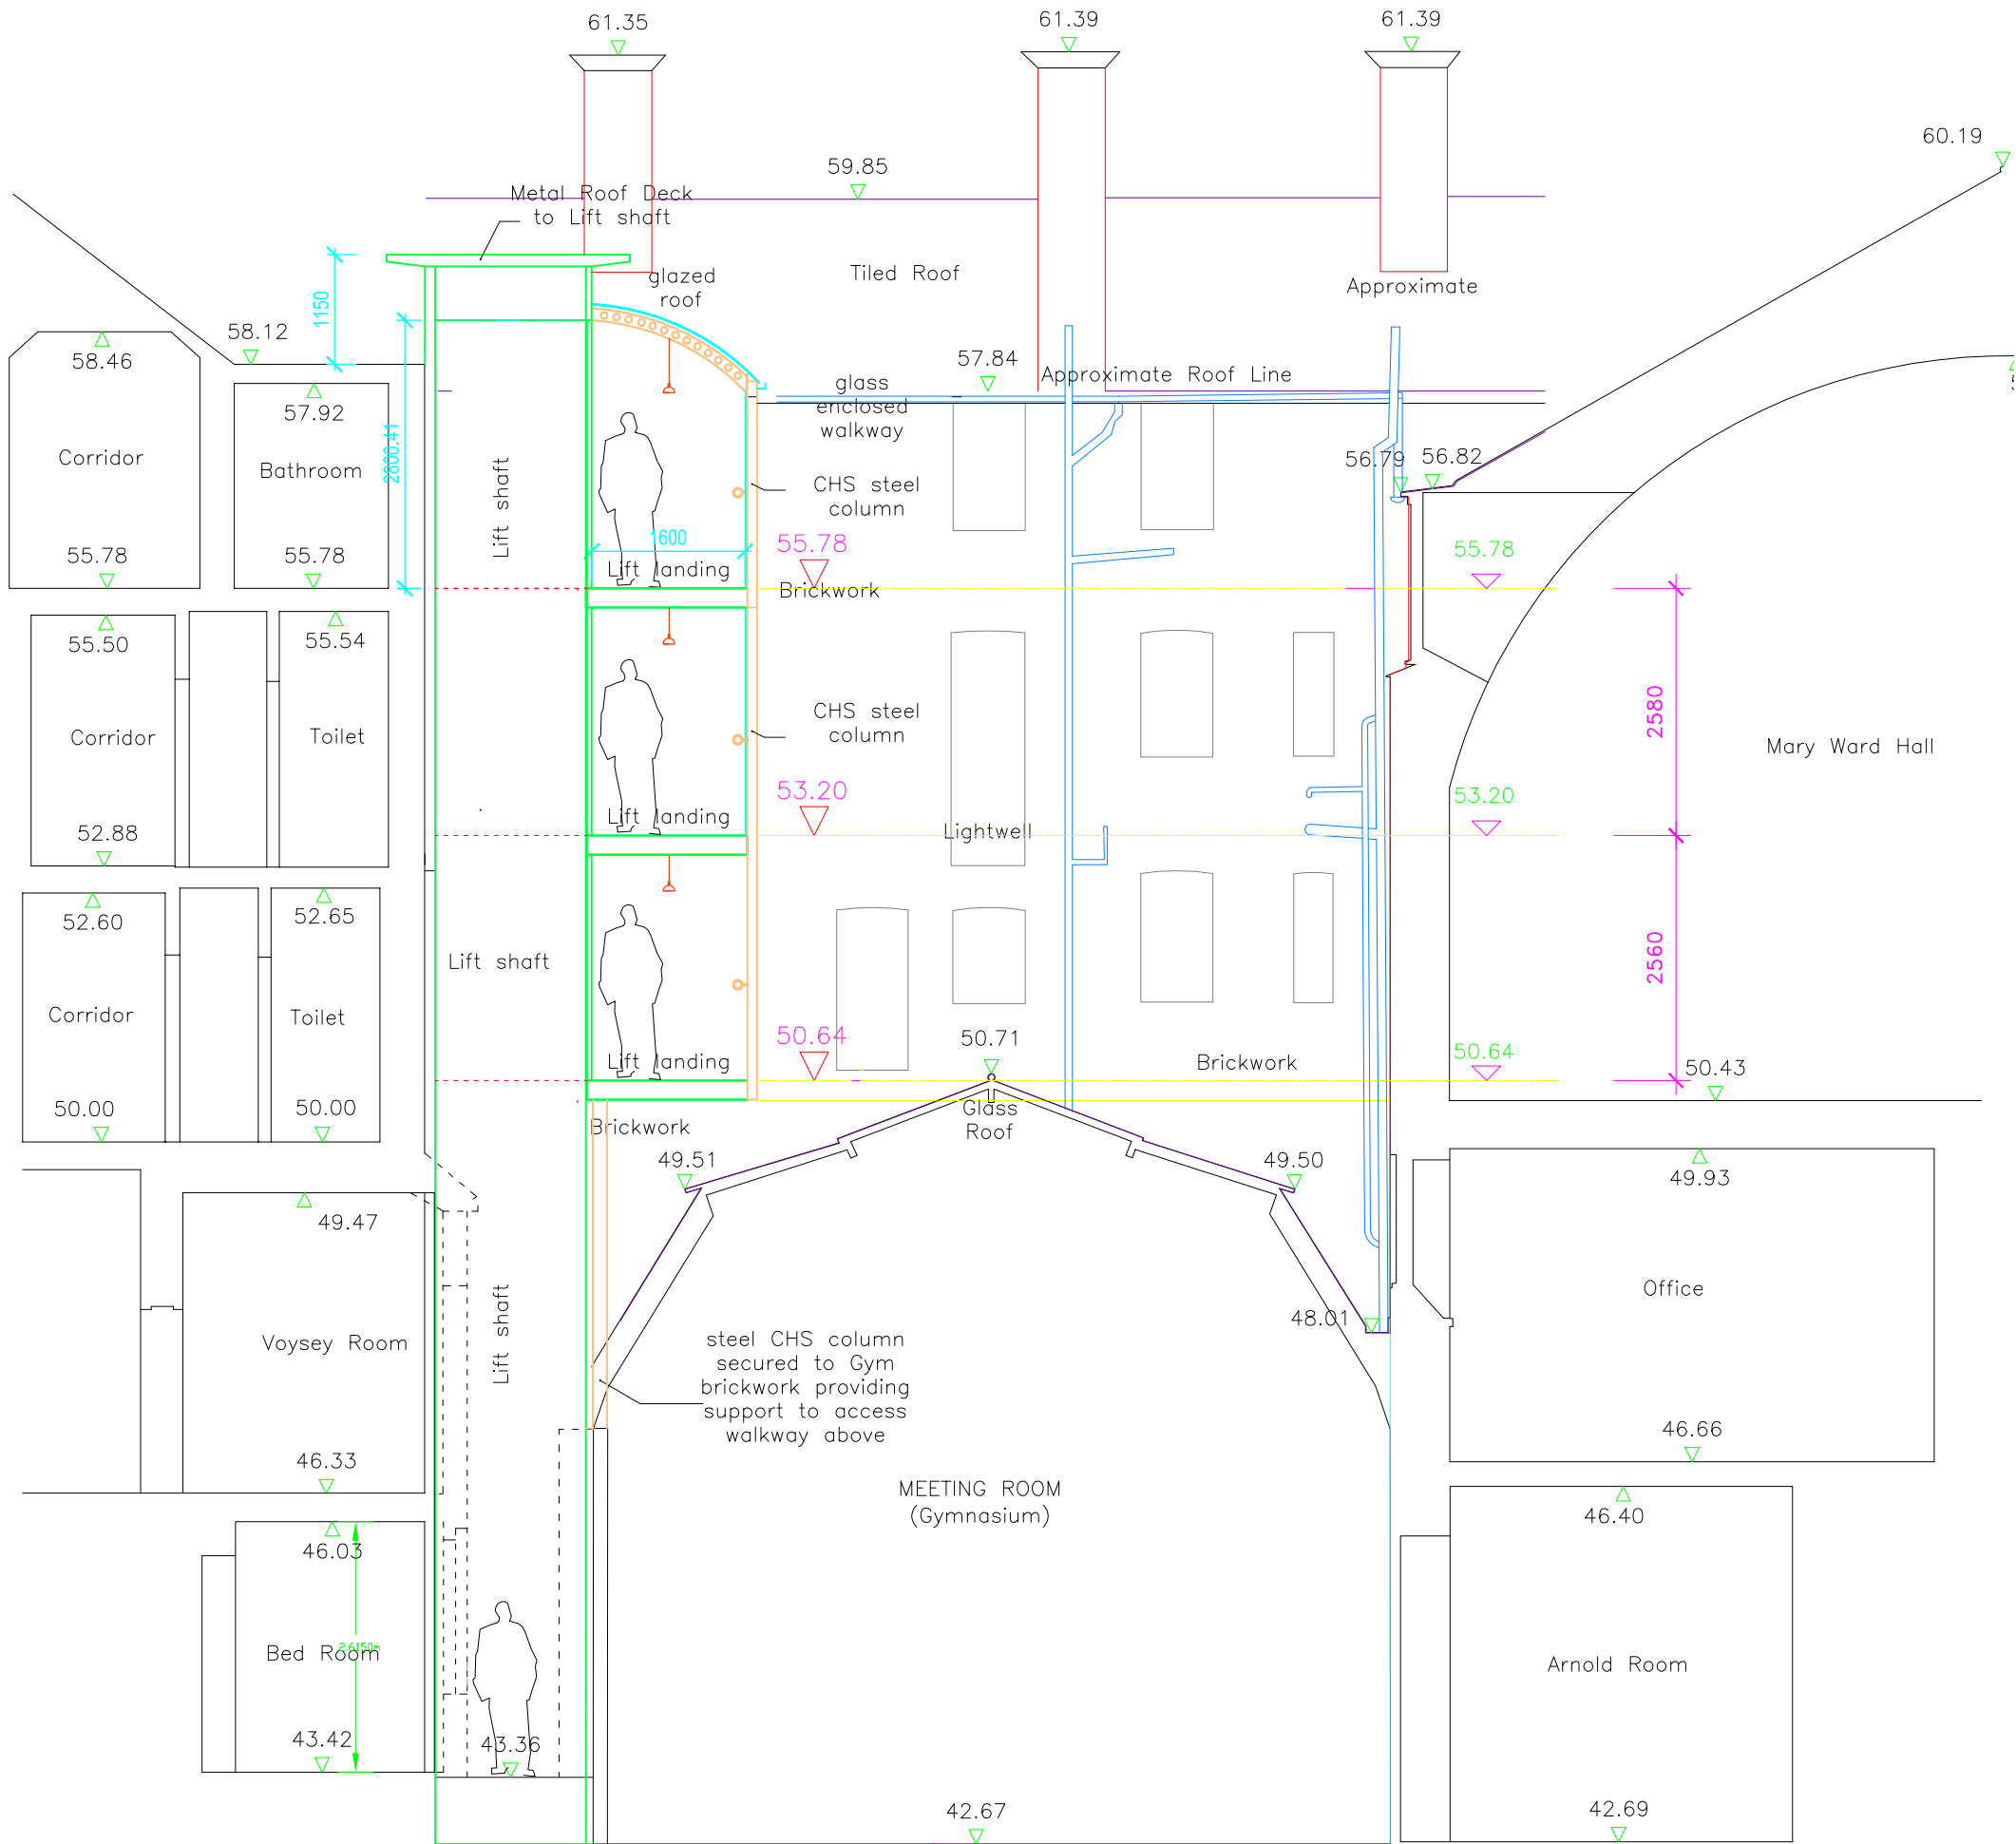 61.35
61.39
61.39
60.19
59.85
Metal Roof Deck
to Lift shaft
glazed
roof
Tiled Roof
Approximate
1150
58.12
58.46
57.84
glass
enclosed
walkway
Approximate Roof Line
57.92
2800.41
Corridor
Bathroom
Lift shaft
CHS steel
column
56.79
56.82
55.78
55.78
1600
Lift landing
55.78
Brickwork
55.78
55.50
55.54
Corridor
Toilet
CHS steel
column
2580
Mary Ward Hall
53.20
53.20
52.88
Lift landing
Lightwell
52.60
52.65
Lift shaft
2560
Corridor
Toilet
50.64
50.71
50.64
Lift landing
Brickwork
50.43
50.00
50.00
Glass
Roof
Brickwork
49.51
49.50
49.93
49.47
Lift shaft
Office
Voysey Room
48.01
steel CHS column
secured to Gym
brickwork providing
support to access
walkway above
46.33
46.66
MEETING ROOM
(Gymnasium)
46.40
46.03
2.6150m
Bed Room
Arnold Room
43.42
43.36
42.67
42.69